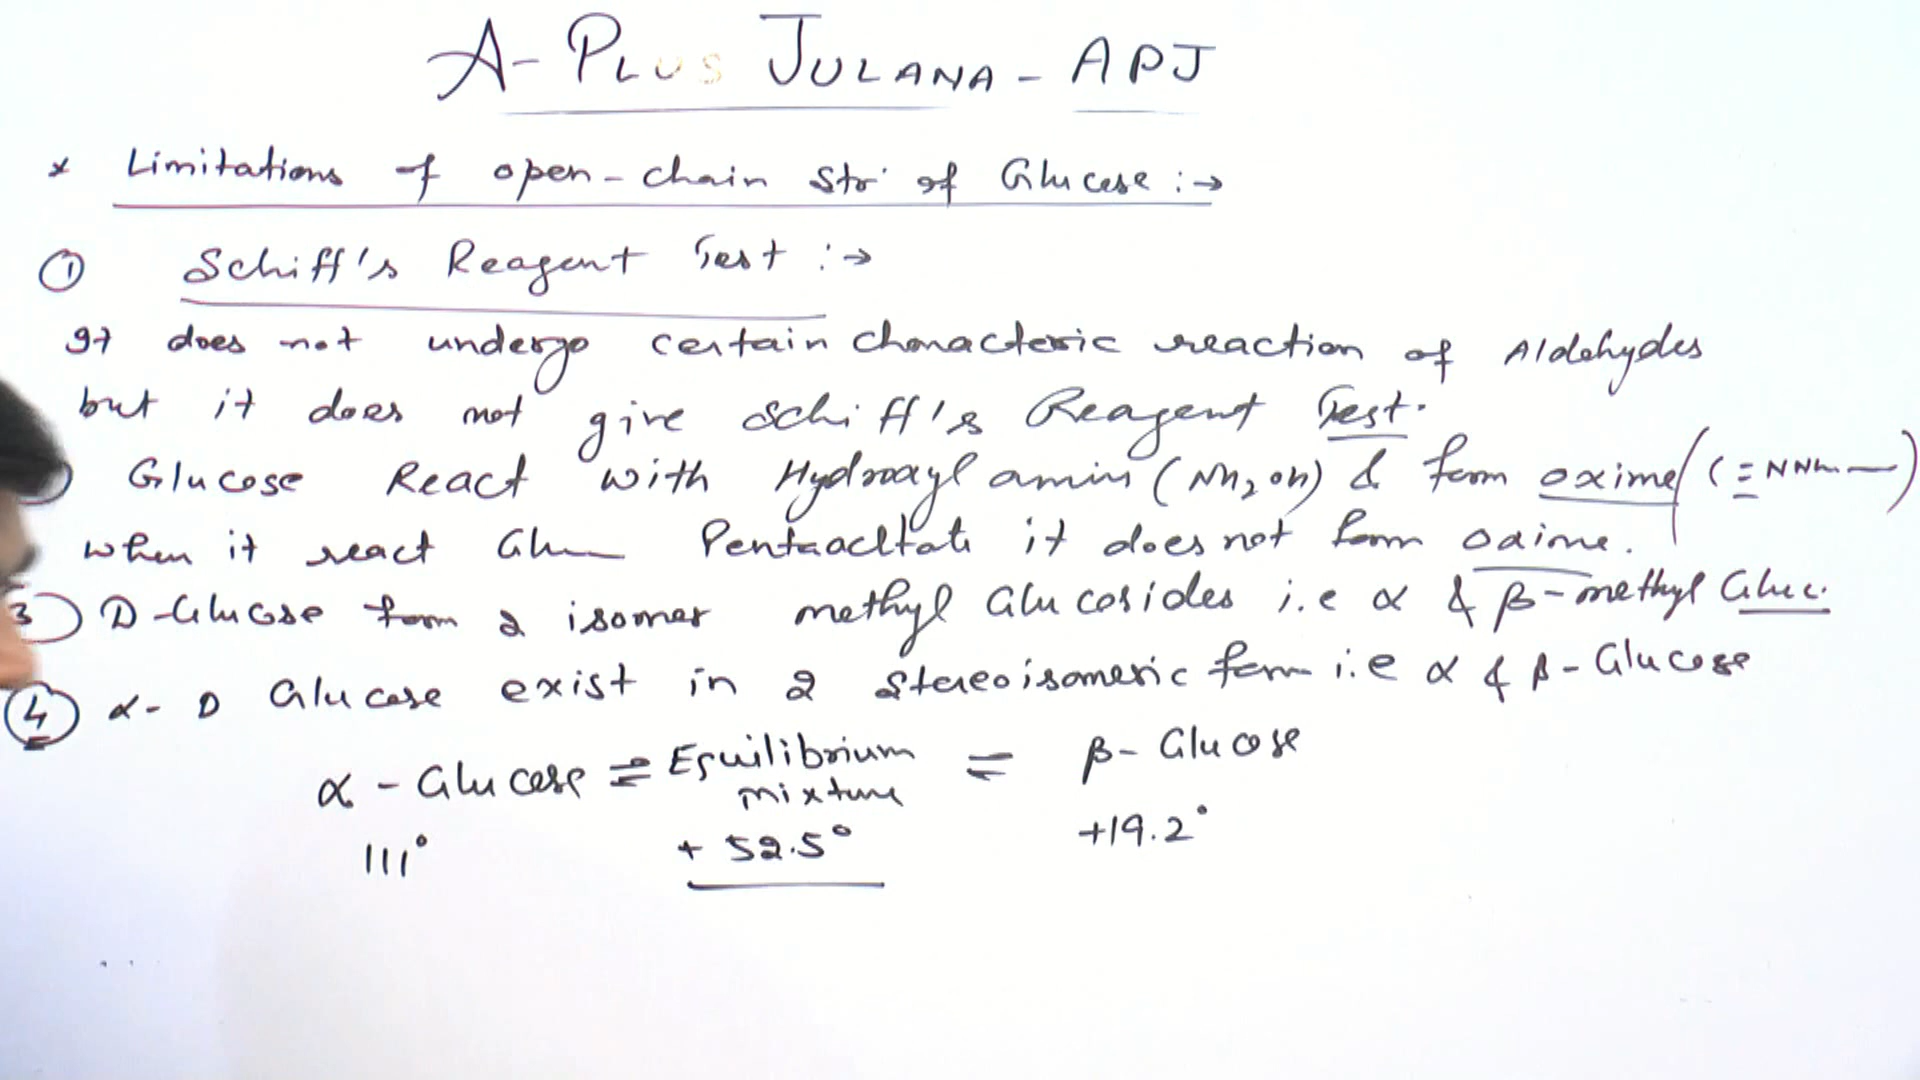 A- PLUS JULANA - APJ
* Limitations of open-chain Str. of Glucose :→
① Schiff's Reagent Test :→
It does not undergo certain characteric reaction of Aldehydes
but it does not give Schiff's Reagent Test.
Glucose React with Hydroxyl amin (NH2OH) & form oxime
when it react Glu Pentaacltate it does not form oxime.
③ D-Glucose form 2 isomer methyl Glucosides i.e α & β-methyl Gluc.
④ α- D Glucose exist in 2 Stereoisomeric form i.e α & β-Glucose
α - Glucose ⇌ Equilibrium mixture ⇌ β- Glucose
111° + 52.5° +19.2°